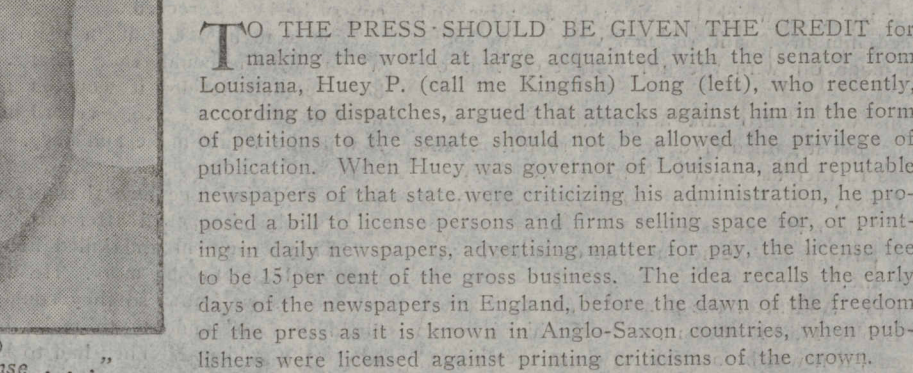 TO THE PRESS SHOULD BE GIVEN THE CREDIT for
making the world at large acquainted with the senator from
Louisiana, Huey P. (call me Kingfish) Long (left), who recently,
according to dispatches, argued that attacks against him in the form
of petitions to the senate should not be allowed the privilege of
publication. When Huey was governor of Louisiana, and reputable
newspapers of that state were criticizing his administration, he pro-
posed a bill to license persons and firms selling space for, or print-
ing in daily newspapers, advertising matter for pay, the license fee
to be 15 per cent of the gross business. The idea recalls the early
days of the newspapers in England, before the dawn of the freedom
of the press as it is known in Anglo-Saxon countries, when pub-
lishers were licensed against printing criticisms of the crown.
. . . ."